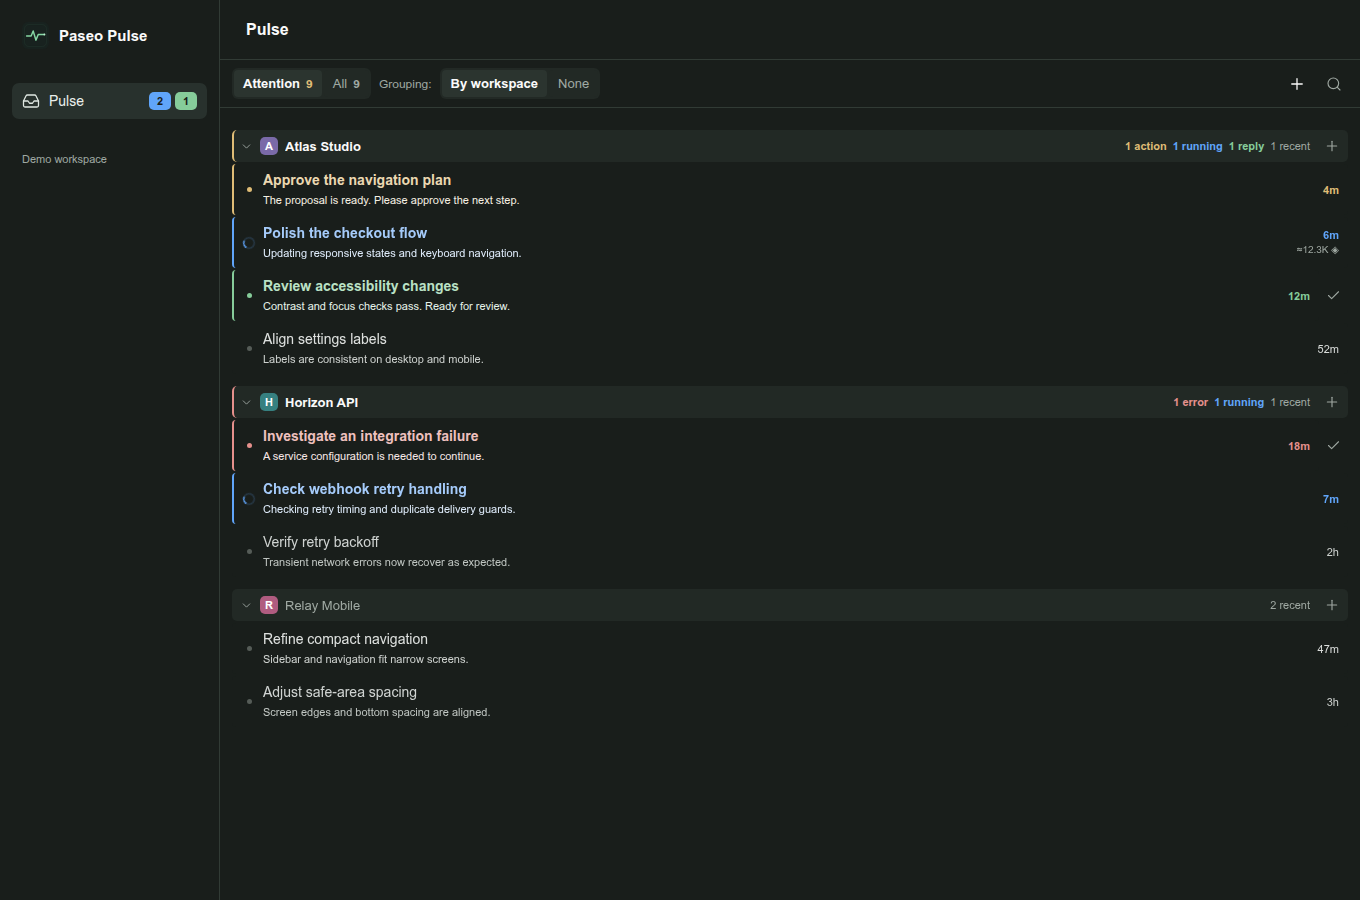 Paseo Pulse
Pulse
Pulse 2 1
Attention 9 All 9 Grouping: By workspace None
Demo workspace
A Atlas Studio 1 action 1 running 1 reply 1 recent
Approve the navigation plan
The proposal is ready. Please approve the next step.
4m
Polish the checkout flow
Updating responsive states and keyboard navigation.
6m
≈12.3K ◈
Review accessibility changes
Contrast and focus checks pass. Ready for review.
12m
Align settings labels
Labels are consistent on desktop and mobile.
52m
H Horizon API 1 error 1 running 1 recent
Investigate an integration failure
A service configuration is needed to continue.
18m
Check webhook retry handling
Checking retry timing and duplicate delivery guards.
7m
Verify retry backoff
Transient network errors now recover as expected.
2h
R Relay Mobile 2 recent
Refine compact navigation
Sidebar and navigation fit narrow screens.
47m
Adjust safe-area spacing
Screen edges and bottom spacing are aligned.
3h